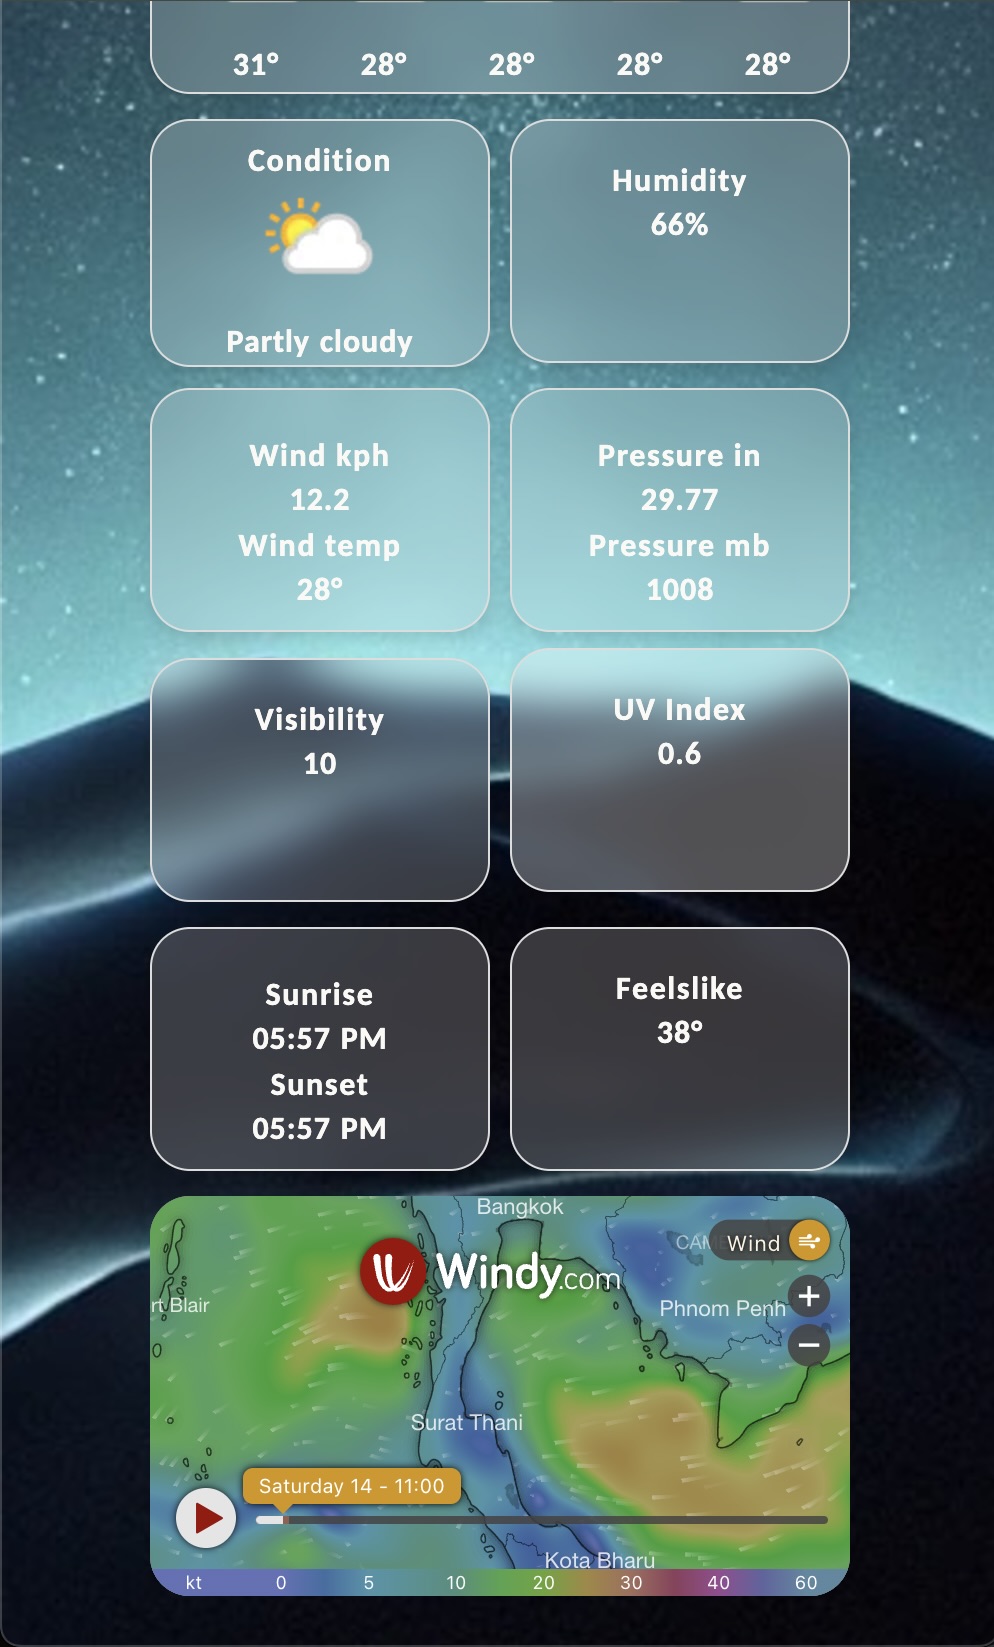 31° 28° 28° 28° 28°
Condition
Partly cloudy
Humidity
66%
Wind kph
12.2
Wind temp
28°
Pressure in
29.77
Pressure mb
1008
Visibility
10
UV Index
0.6
Sunrise
05:57 PM
Sunset
05:57 PM
Feelslike
38°
Bangkok
Windy.com
Wind
rt Blair
Phnom Penh
Surat Thani
Saturday 14 - 11:00
Kota Bharu
kt 0 5 10 20 30 40 60